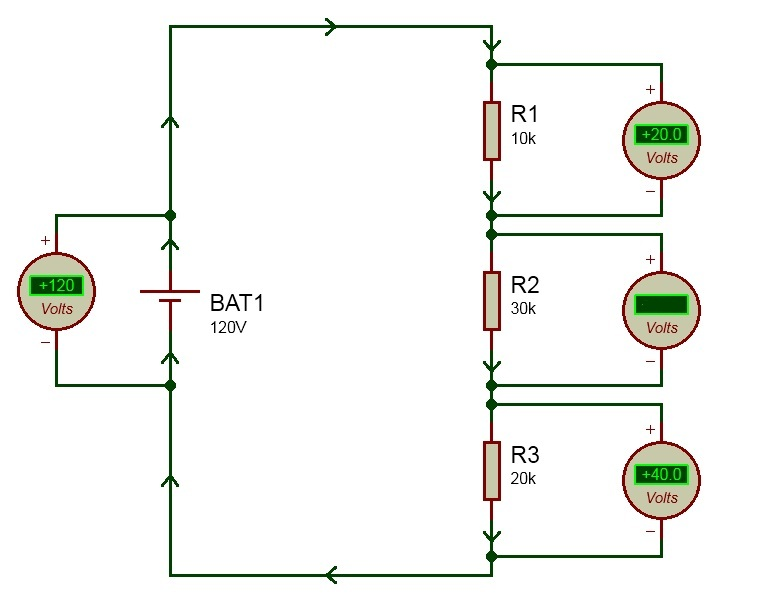 +
R1
10k
+20.0
Volts
−
+
+120
Volts
−
BAT1
120V
+
R2
30k
Volts
−
+
R3
20k
+40.0
Volts
−